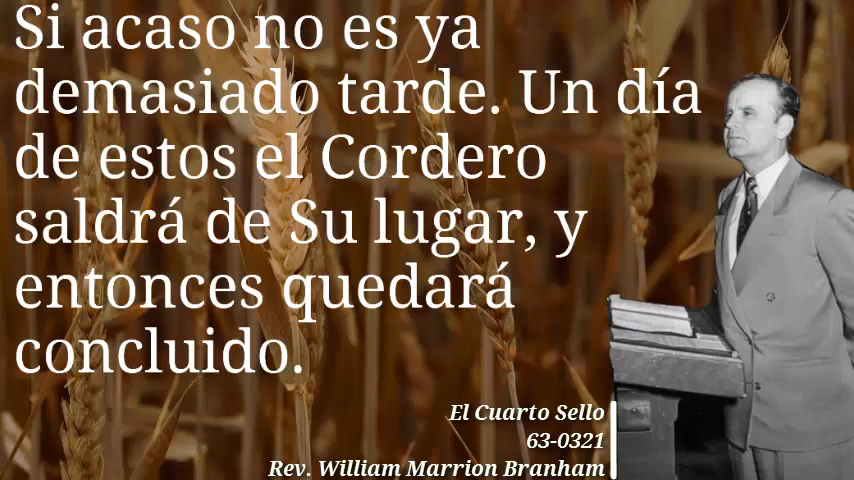 Si acaso no es ya
demasiado tarde. Un día
de estos el Cordero
saldrá de Su lugar, y
entonces quedará
concluido.
El Cuarto Sello
63-0321
Rev. William Marrion Branham